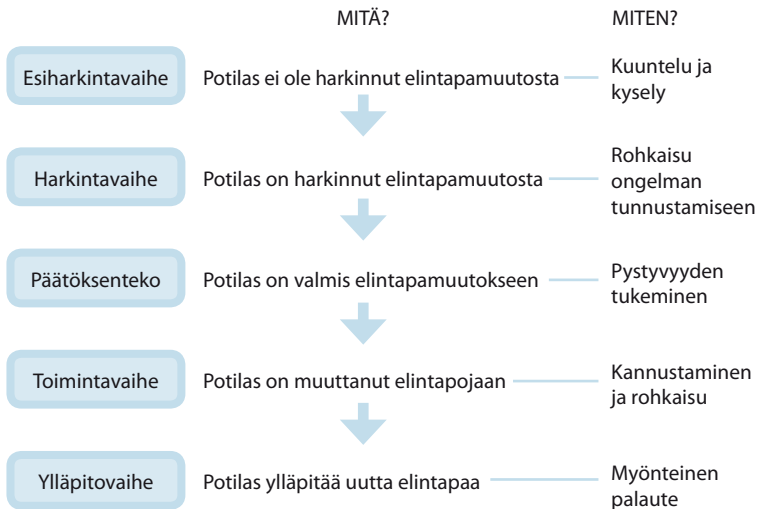 MITÄ?
MITEN?
Esiharkintavaihe
Potilas ei ole harkinnut elintapamuutosta
Kuuntelu ja
kysely
Harkintavaihe
Potilas on harkinnut elintapamuutosta
Rohkaisu
ongelman
tunnustamiseen
Päätöksenteko
Potilas on valmis elintapamuutokseen
Pystyvyyden
tukeminen
Toimintavaihe
Potilas on muuttanut elintapojaan
Kannustaminen
ja rohkaisu
Ylläpitovaihe
Potilas ylläpitää uutta elintapaa
Myönteinen
palaute